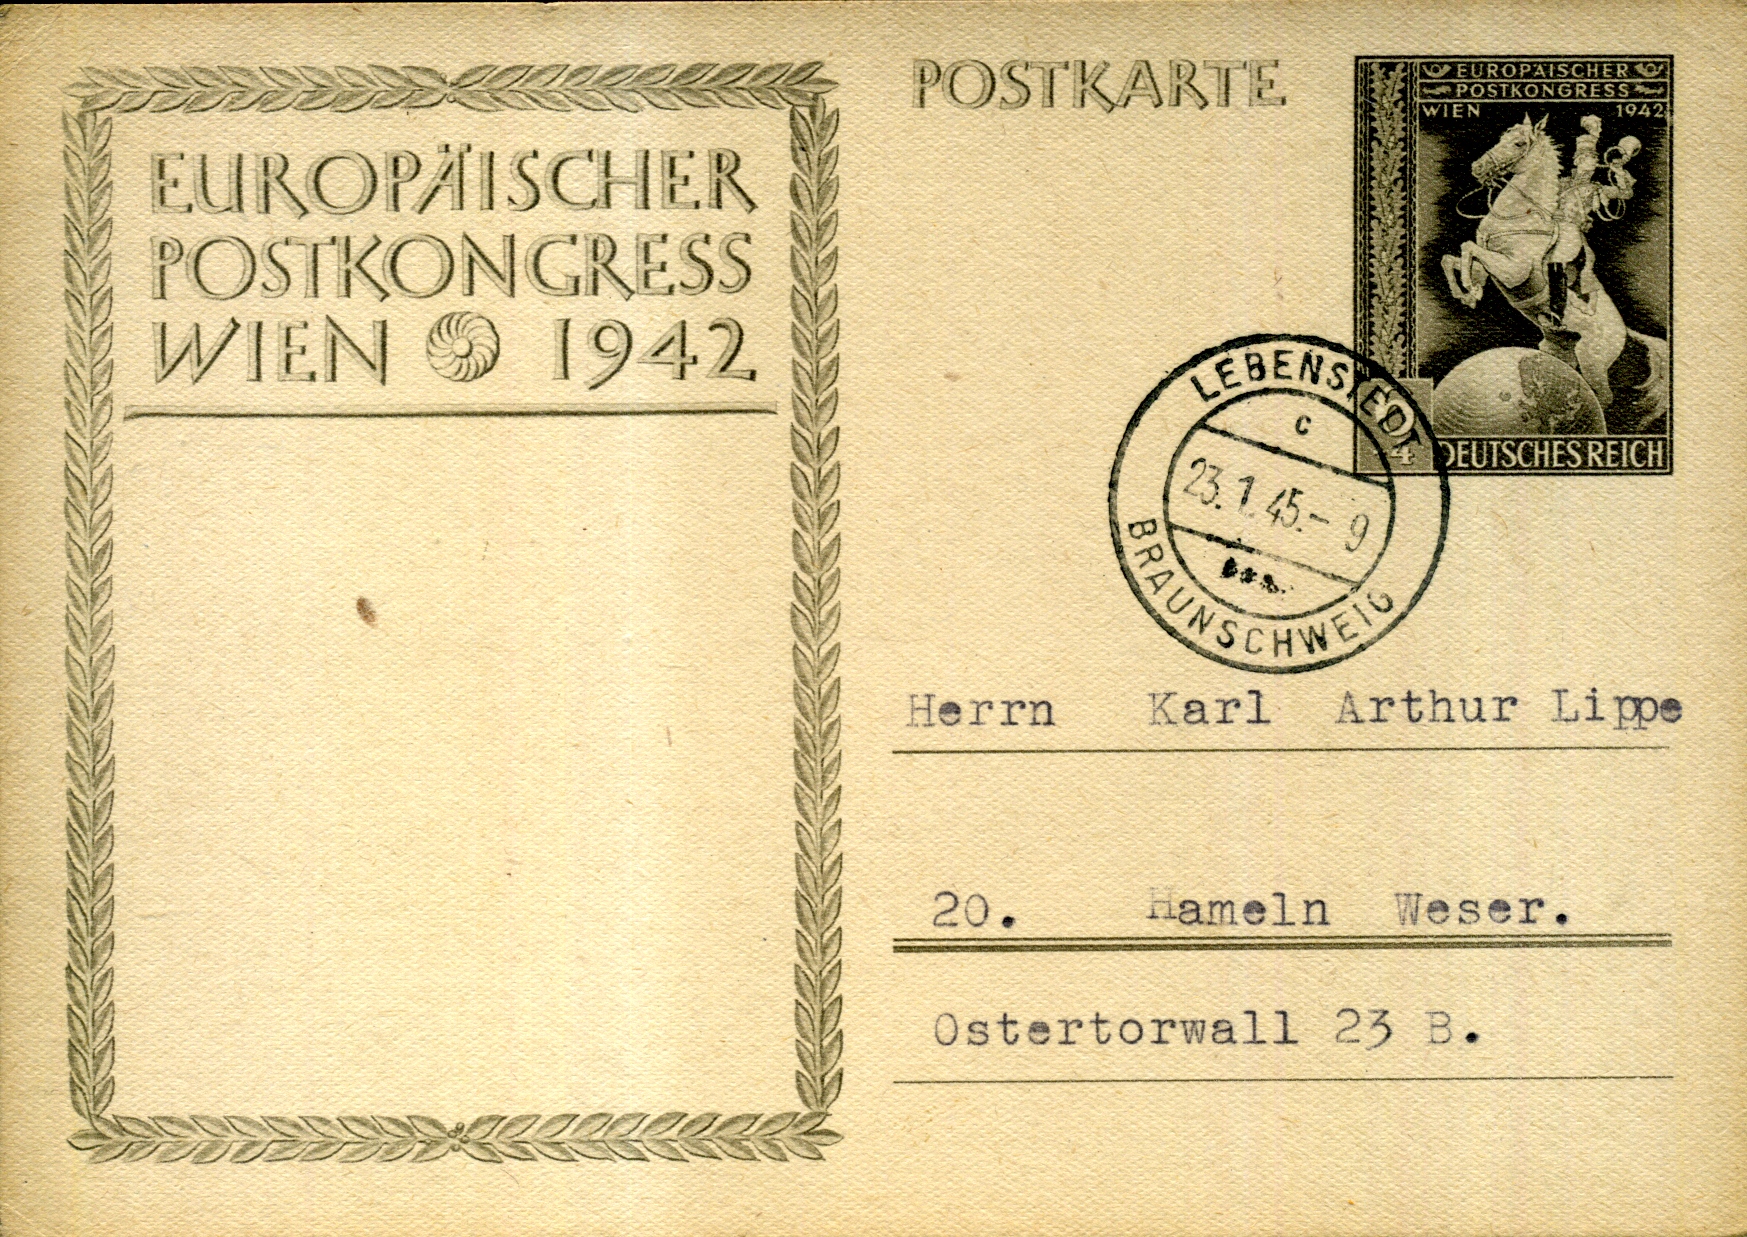 EUROPÄISCHER
POSTKONGRESS
WIEN 1942
POSTKARTE
EUROPÄISCHER
POSTKONGRESS
WIEN 1942
4
DEUTSCHES REICH
LEBENSTEDT
c
23.1.45.-9
BRAUNSCHWEIG
Herrn Karl Arthur Lippe
20. Hameln Weser.
Ostertorwall 23 B.